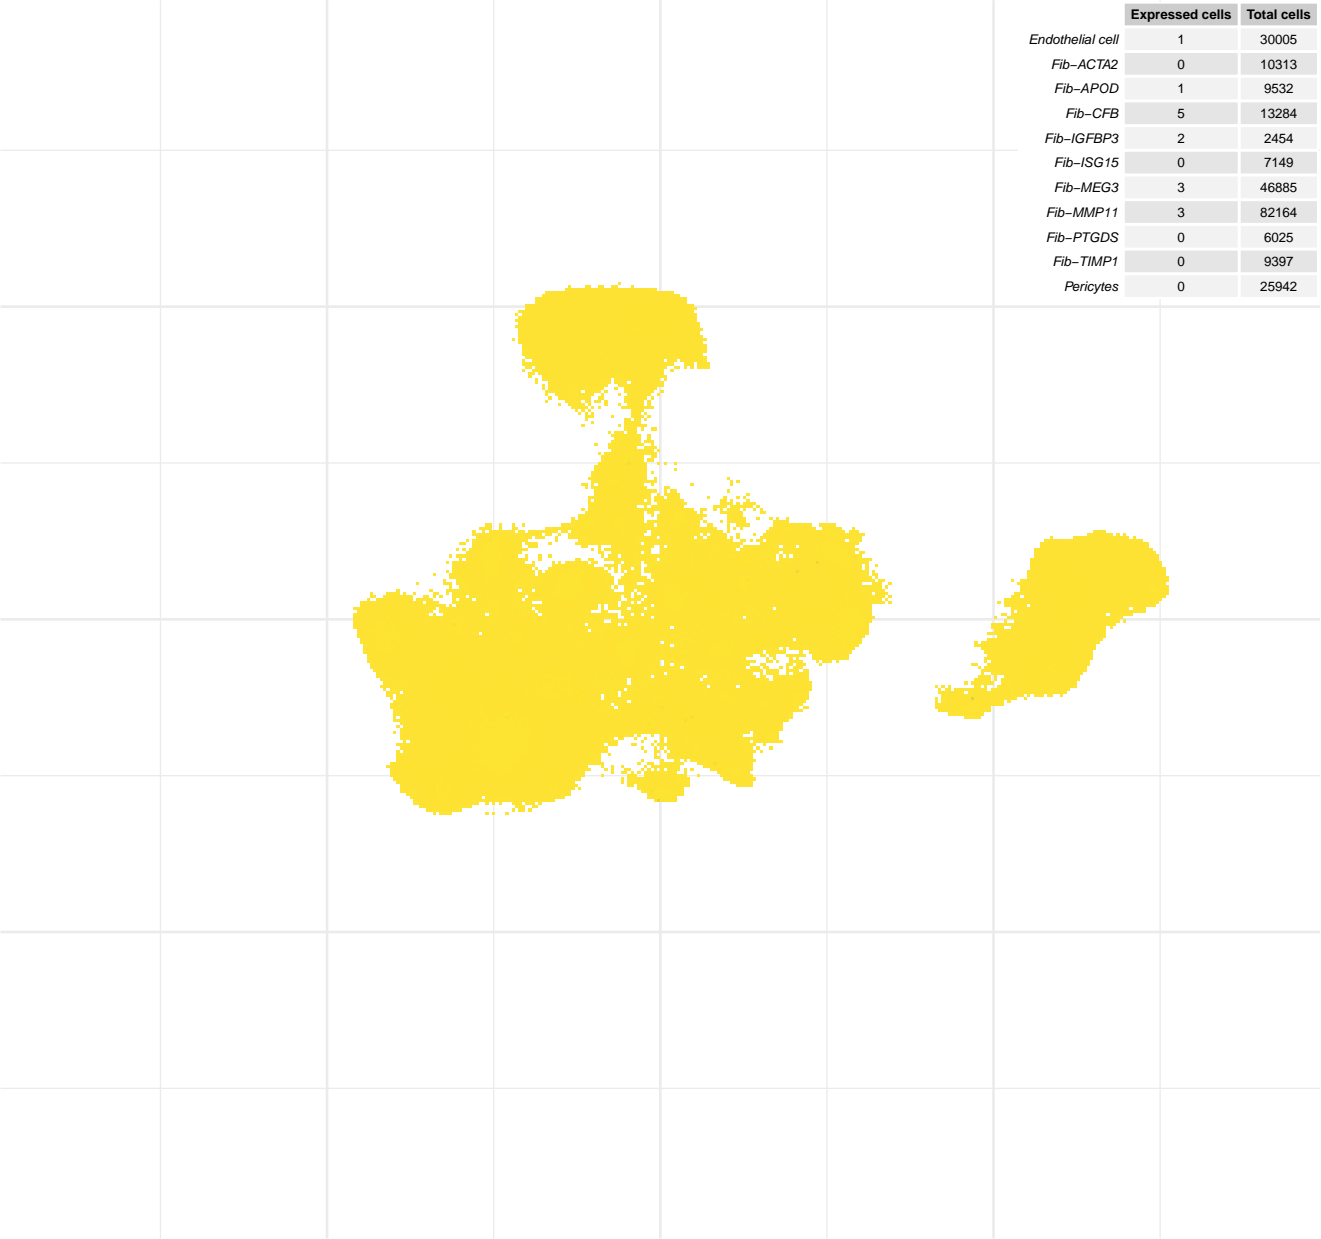 Expressed cells Total cells
Endothelial cell 1 30005
Fib−ACTA2 0 10313
Fib−APOD 1 9532
Fib−CFB 5 13284
Fib−IGFBP3 2 2454
Fib−ISG15 0 7149
Fib−MEG3 3 46885
Fib−MMP11 3 82164
Fib−PTGDS 0 6025
Fib−TIMP1 0 9397
Pericytes 0 25942